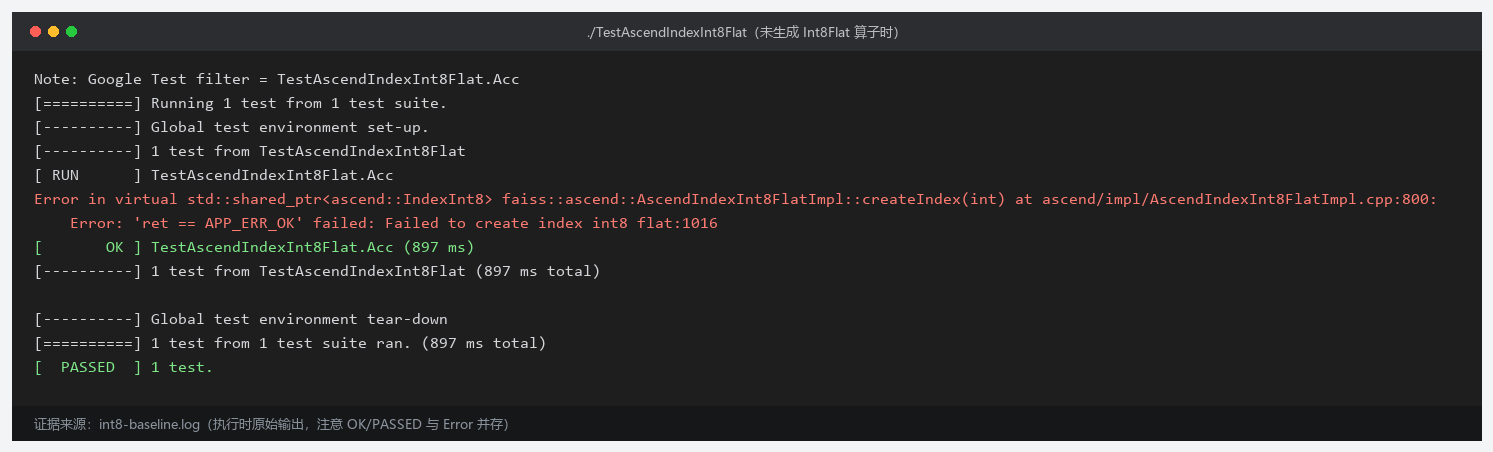 ./TestAscendIndexInt8Flat（未生成 Int8Flat 算子时）
Note: Google Test filter = TestAscendIndexInt8Flat.Acc
[==========] Running 1 test from 1 test suite.
[----------] Global test environment set-up.
[----------] 1 test from TestAscendIndexInt8Flat
[ RUN      ] TestAscendIndexInt8Flat.Acc
Error in virtual std::shared_ptr<ascend::IndexInt8> faiss::ascend::AscendIndexInt8FlatImpl::createIndex(int) at ascend/impl/AscendIndexInt8FlatImpl.cpp:800:
    Error: 'ret == APP_ERR_OK' failed: Failed to create index int8 flat:1016
[       OK ] TestAscendIndexInt8Flat.Acc (897 ms)
[----------] 1 test from TestAscendIndexInt8Flat (897 ms total)
[----------] Global test environment tear-down
[==========] 1 test from 1 test suite ran. (897 ms total)
[  PASSED  ] 1 test.
证据来源：int8-baseline.log（执行时原始输出，注意 OK/PASSED 与 Error 并存）